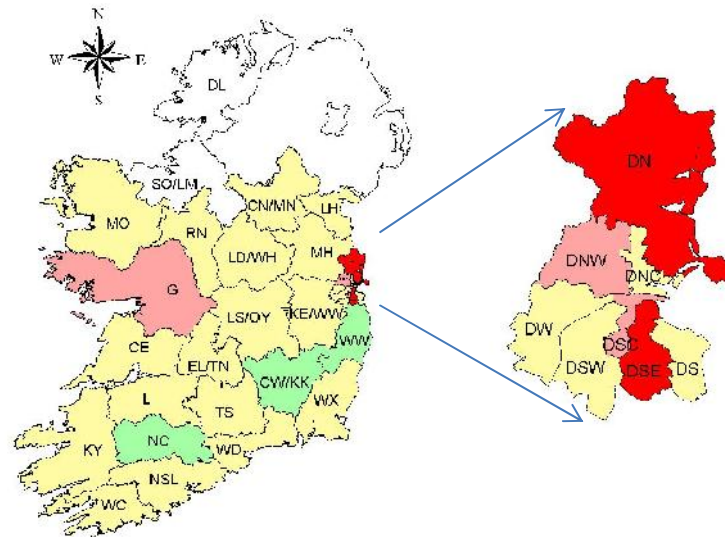 N
W E
S
DL
SO/LM
MO
RN
CN/MN
LH
LD/WH
MH
G
LS/OY
KE/WW
WW
CE
EL/TN
CW/KK
L
TS
WX
KY
NC
WD
NSL
WC
DN
DNW
DNC
DW
DSW
DSC
DSE
DS